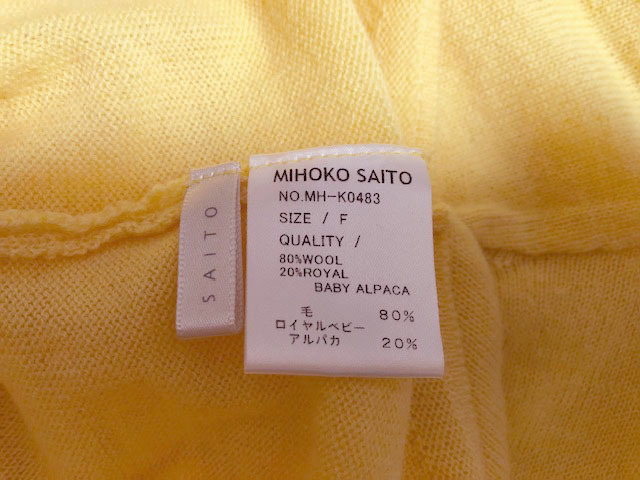 SAITO
MIHOKO SAITO
NO.MH-K0483
SIZE / F
QUALITY /
80%WOOL
20%ROYAL
BABY ALPACA
毛 80%
ロイヤルベビー
アルパカ 20%